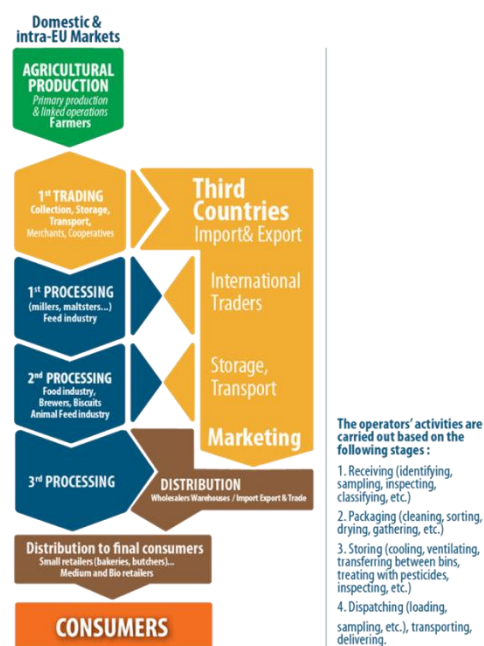 Domestic &
intra-EU Markets
AGRICULTURAL
PRODUCTION
Primary production
& linked operations
Farmers
1st TRADING
Collection, Storage,
Transport,
Merchants, Cooperatives
Third
Countries
Import& Export
1st PROCESSING
(millers, maltsters...)
Feed industry
International
Traders
2nd PROCESSING
Food industry,
Brewers, Biscuits
Animal Feed industry
Storage,
Transport
Marketing
3rd PROCESSING
DISTRIBUTION
Wholesalers Warehouses / Import Export & Trade
Distribution to final consumers
Small retailers (bakeries, butchers)...
Medium and Bio retailers
CONSUMERS
The operators' activities are
carried out based on the
following stages :
1. Receiving (identifying,
sampling, inspecting,
classifying, etc.)
2. Packaging (cleaning, sorting,
drying, gathering, etc.)
3. Storing (cooling, ventilating,
transferring between bins,
treating with pesticides,
inspecting, etc.)
4. Dispatching (loading,
sampling, etc.), transporting,
delivering.